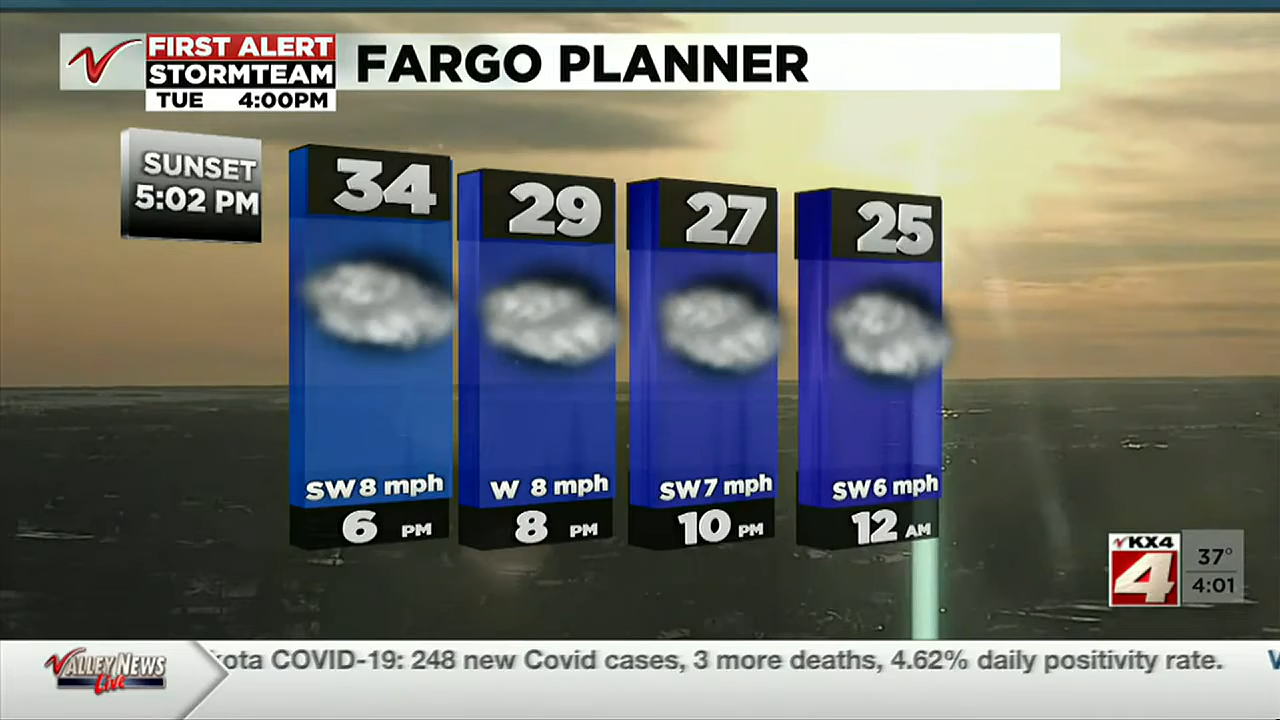 FIRST ALERT
STORMTEAM
TUE 4:00PM
FARGO PLANNER
SUNSET
5:02 PM
34
29
27
25
SW 8 mph
W 8 mph
SW 7 mph
SW 6 mph
6 PM
8 PM
10 PM
12 AM
KX4
4
37°
4:01
VALLEY NEWS
Live
kota COVID-19: 248 new Covid cases, 3 more deaths, 4.62% daily positivity rate.